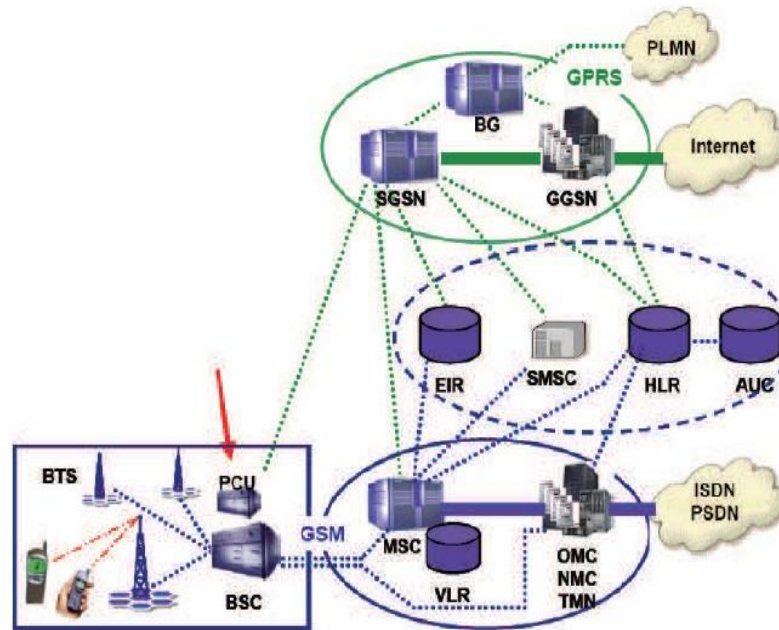 PLMN
GPRS
BG
Internet
SGSN
GGSN
EIR
SMSC
HLR
AUC
BTS
PCU
GSM
MSC
ISDN
PSDN
BSC
VLR
OMC
NMC
TMN